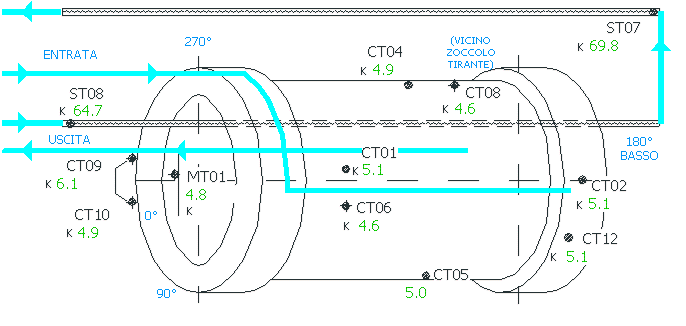 ST07
K 69.8
ENTRATA
270°
CT04
K 4.9
(VICINO
ZOCCOLO
TIRANTE)
CT08
K 4.6
ST08
K 64.7
USCITA
180°
BASSO
CT09
K 6.1
MT01
4.8
K
CT01
K 5.1
CT02
K 5.1
CT10
K 4.9
0°
CT06
K 4.6
CT12
K 5.1
CT05
5.0
90°